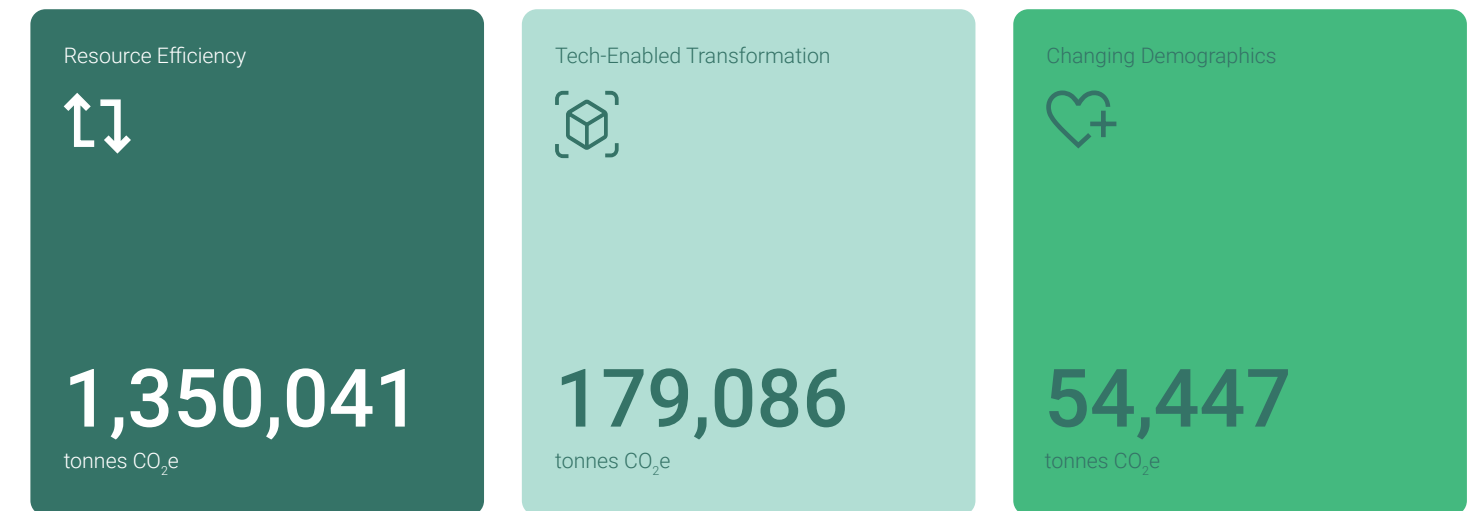 Resource Efficiency
1,350,041
tonnes CO₂e
Tech-Enabled Transformation
179,086
tonnes CO₂e
Changing Demographics
54,447
tonnes CO₂e